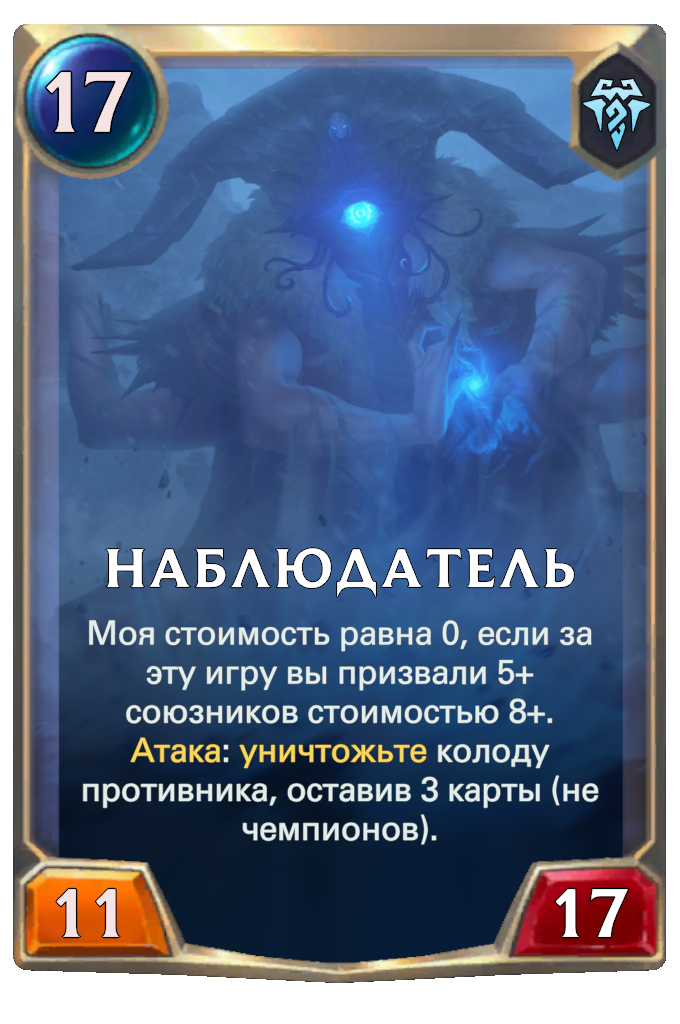 17
НАБЛЮДАТЕЛЬ
Моя стоимость равна 0, если за
эту игру вы призвали 5+
союзников стоимостью 8+.
Атака: уничтожьте колоду
противника, оставив 3 карты (не
чемпионов).
11
17